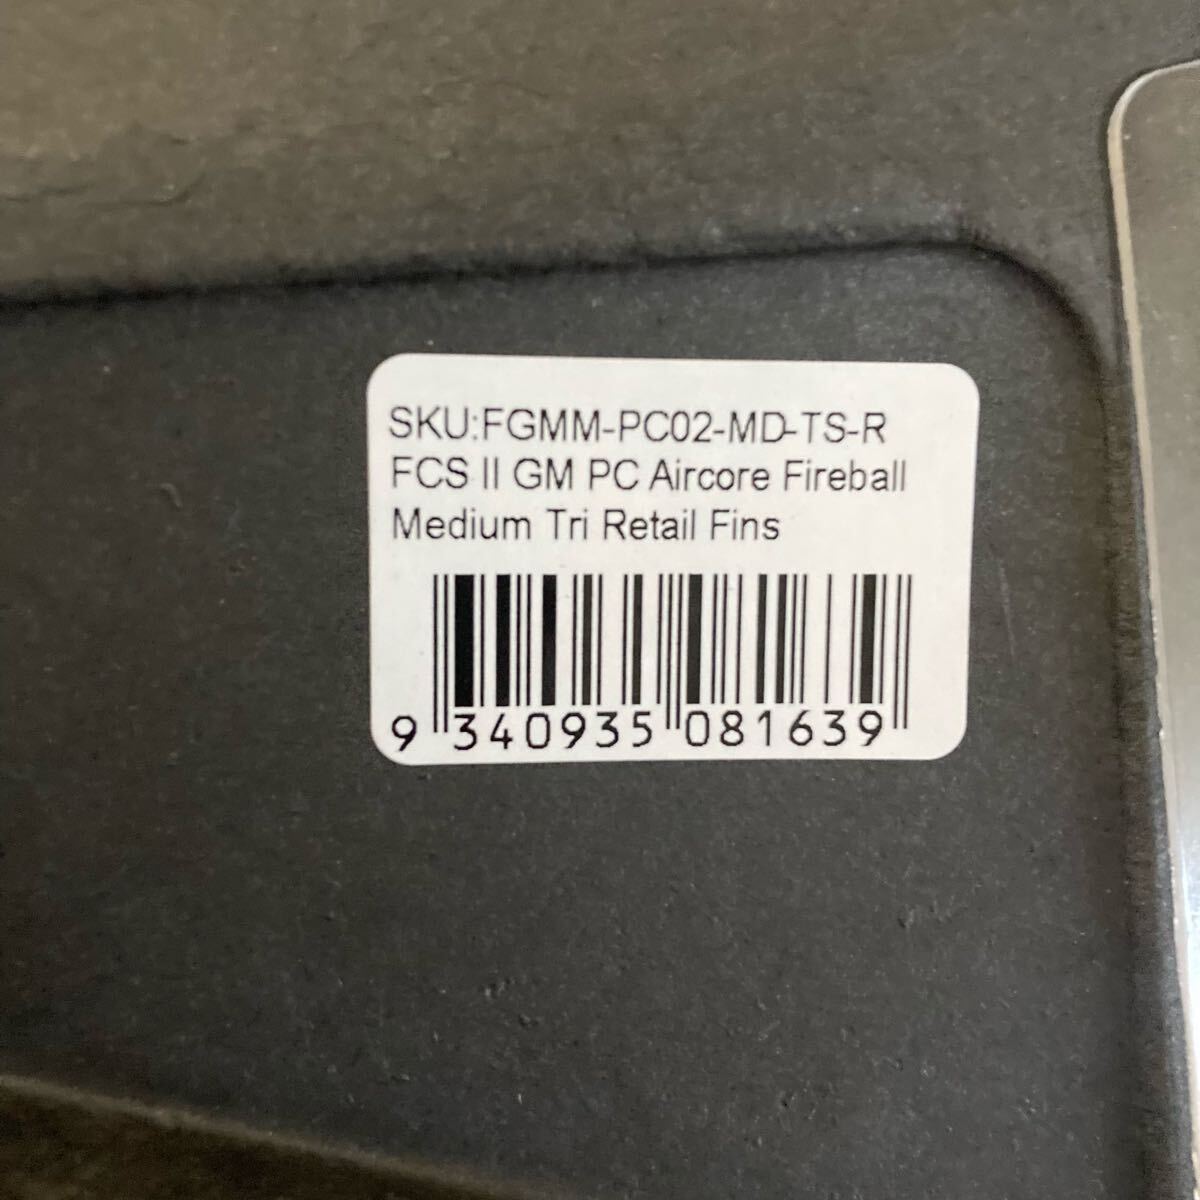 SKU:FGMM-PC02-MD-TS-R
FCS II GM PC Aircore Fireball
Medium Tri Retail Fins
9 340935 081639